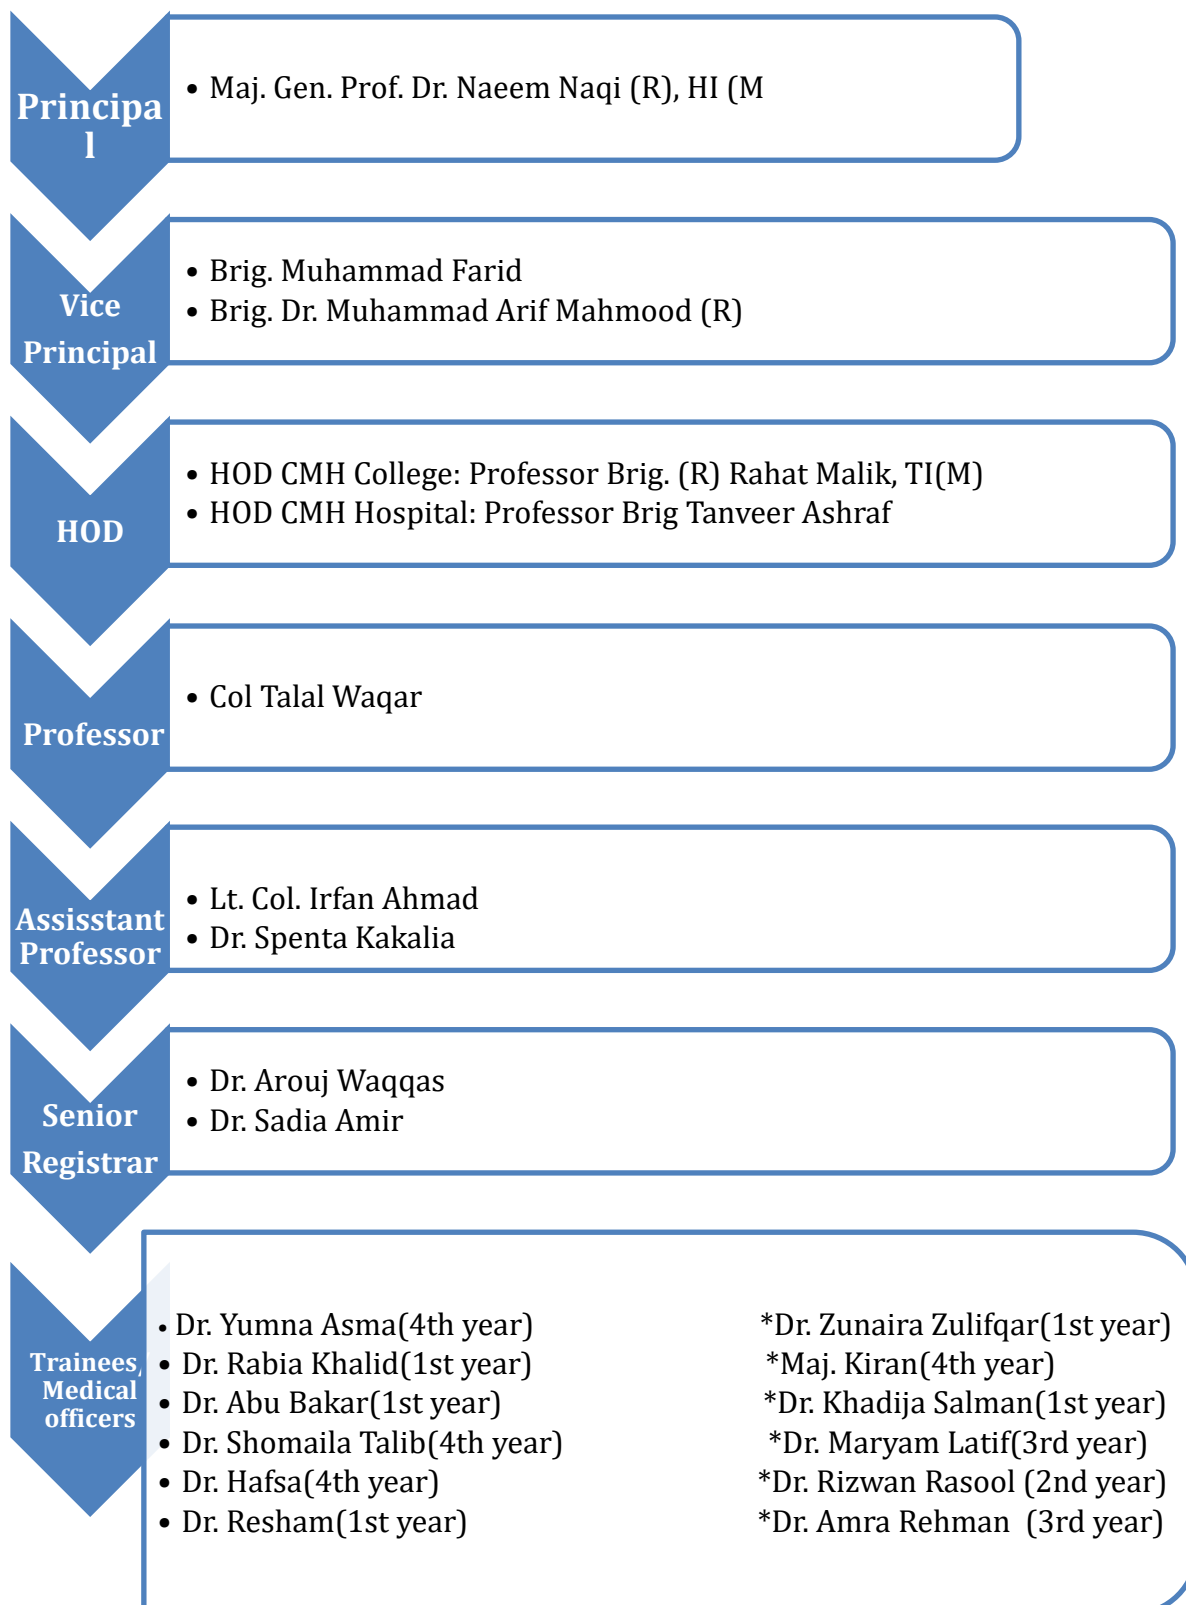 Principa
l
• Maj. Gen. Prof. Dr. Naeem Naqi (R), HI (M
Vice
Principal
• Brig. Muhammad Farid
• Brig. Dr. Muhammad Arif Mahmood (R)
HOD
• HOD CMH College: Professor Brig. (R) Rahat Malik, TI(M)
• HOD CMH Hospital: Professor Brig Tanveer Ashraf
Professor
• Col Talal Waqar
Assisstant
Professor
• Lt. Col. Irfan Ahmad
• Dr. Spenta Kakalia
Senior
Registrar
• Dr. Arouj Waqqas
• Dr. Sadia Amir
Trainees/
Medical
officers
• Dr. Yumna Asma(4th year) *Dr. Zunaira Zulifqar(1st year)
• Dr. Rabia Khalid(1st year) *Maj. Kiran(4th year)
• Dr. Abu Bakar(1st year) *Dr. Khadija Salman(1st year)
• Dr. Shomaila Talib(4th year) *Dr. Maryam Latif(3rd year)
• Dr. Hafsa(4th year) *Dr. Rizwan Rasool (2nd year)
• Dr. Resham(1st year) *Dr. Amra Rehman (3rd year)